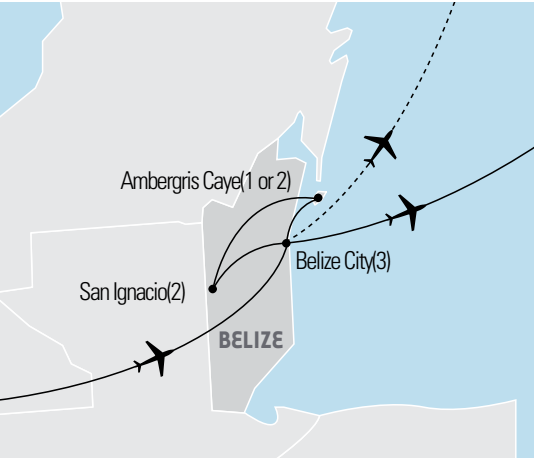 Ambergris Caye(1 or 2)
Belize City(3)
San Ignacio(2)
BELIZE